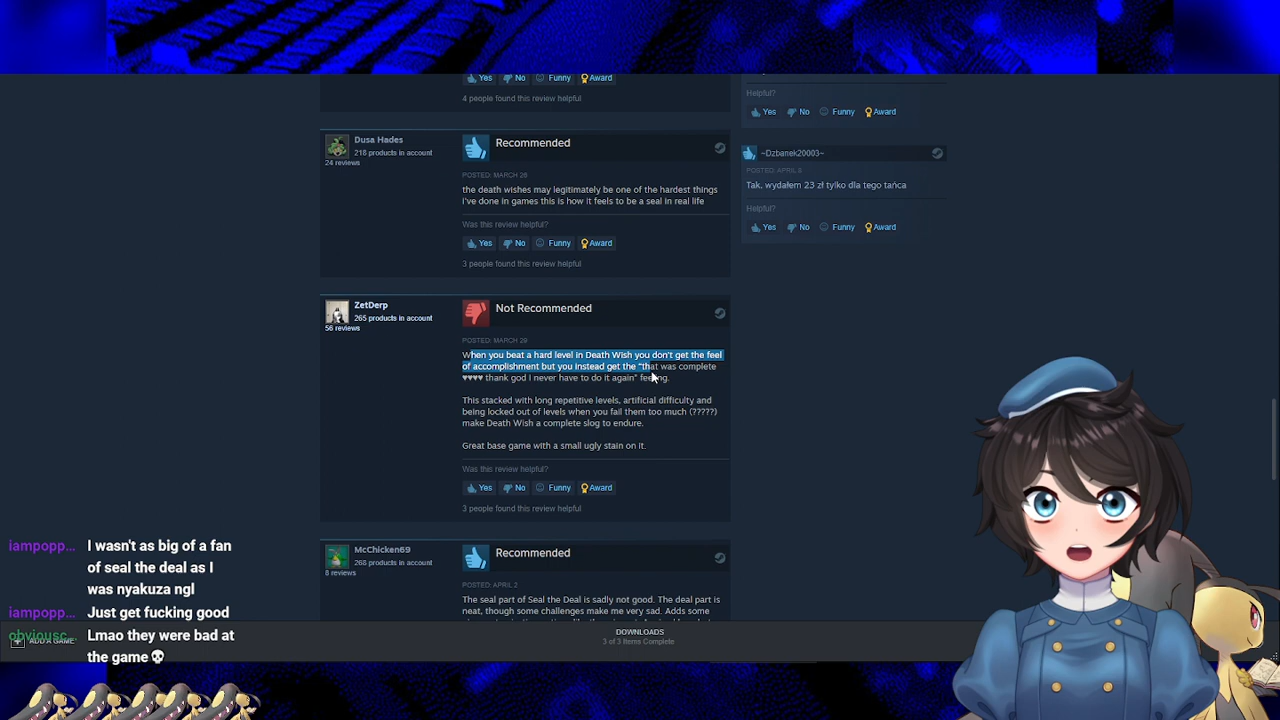 Yes No Funny Award
4 people found this review helpful
Dusa Hades
218 products in account
24 reviews
Recommended
POSTED: MARCH 26
the death wishes may legitimately be one of the hardest things
i've done in games this is how it feels to be a seal in real life
Was this review helpful?
Yes No Funny Award
3 people found this review helpful
ZetDerp
265 products in account
56 reviews
Not Recommended
POSTED: MARCH 29
When you beat a hard level in Death Wish you don't get the feel
of accomplishment but you instead get the "that was complete
♥♥♥♥ thank god I never have to do it again" feeling.
This stacked with long repetitive levels, artificial difficulty and
being locked out of levels when you fail them too much (?????)
make Death Wish a complete slog to endure.
Great base game with a small ugly stain on it.
Was this review helpful?
Yes No Funny Award
3 people found this review helpful
McChicken69
268 products in account
8 reviews
Recommended
POSTED: APRIL 2
The seal part of Seal the Deal is sadly not good. The deal part is
neat, though some challenges make me very sad. Adds some
Helpful?
Yes No Funny Award
~Dzbanek20003~
POSTED: APRIL 8
Tak, wydałem 23 zł tylko dla tego tańca
Helpful?
Yes No Funny Award
iampopp... I wasn't as big of a fan
of seal the deal as I
was nyakuza ngl
iampopp... Just get fucking good
obviousc... Lmao they were bad at
the game💀
ADD A GAME
DOWNLOADS
3 of 3 Items Complete